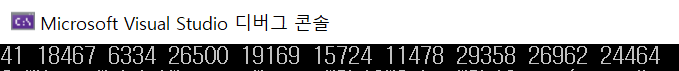 Microsoft Visual Studio 디버그 콘솔
41 18467 6334 26500 19169 15724 11478 29358 26962 24464